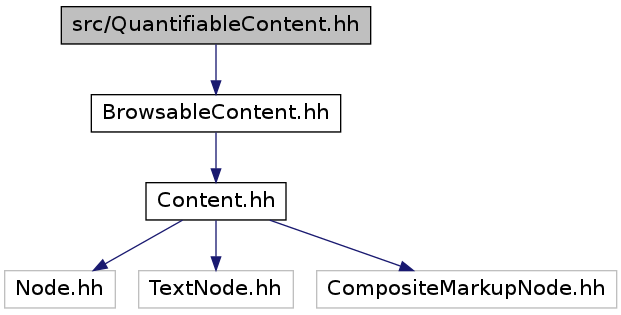 src/QuantifiableContent.hh
BrowsableContent.hh
Content.hh
Node.hh
TextNode.hh
CompositeMarkupNode.hh